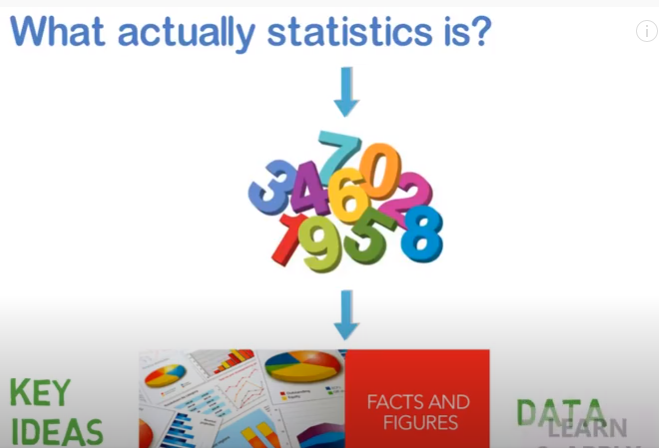 What actually statistics is?
3 7 0
4 6 2
1 9 5 8
KEY
IDEAS
FACTS AND
FIGURES
DATA
LEARN